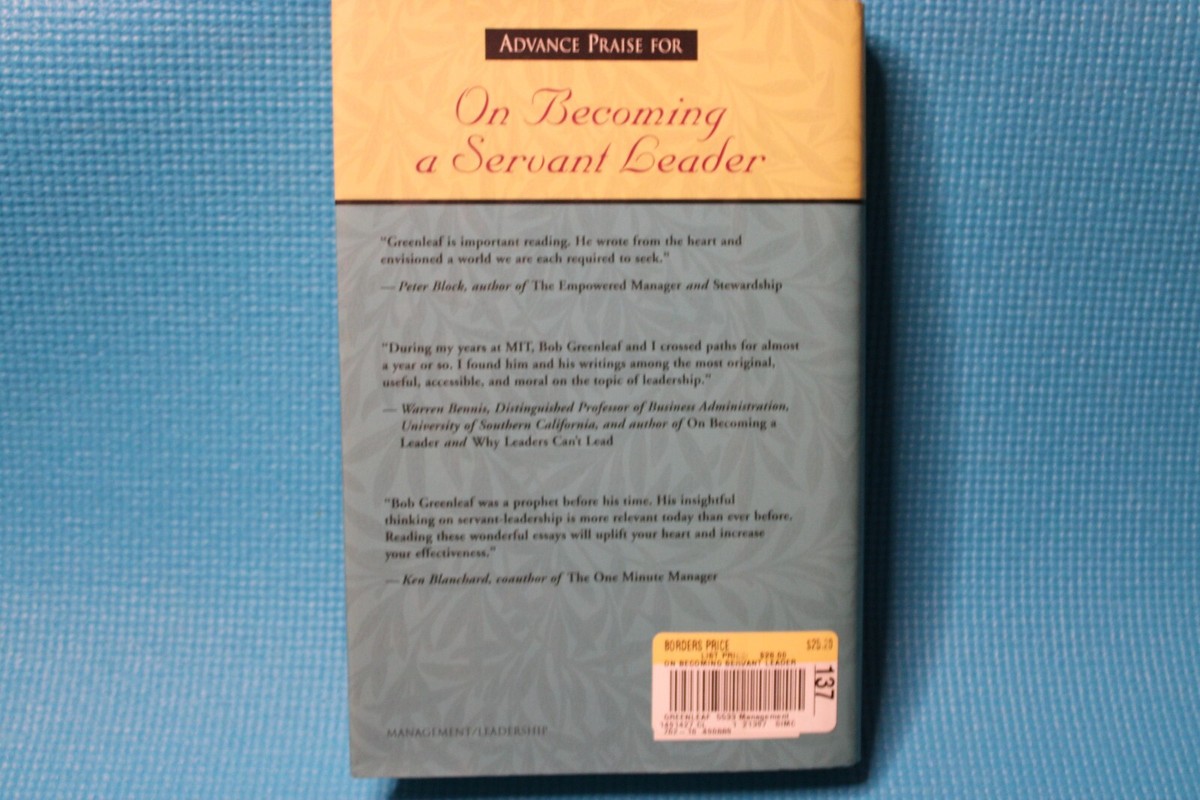 ADVANCE PRAISE FOR
On Becoming
a Servant Leader
"Greenleaf is important reading. He wrote from the heart and
envisioned a world we are each required to seek."
— Peter Block, author of The Empowered Manager and Stewardship
"During my years at MIT, Bob Greenleaf and I crossed paths for almost
a year or so. I found him and his writings among the most original,
useful, accessible, and moral on the topic of leadership."
— Warren Bennis, Distinguished Professor of Business Administration,
University of Southern California, and author of On Becoming a
Leader and Why Leaders Can't Lead
"Bob Greenleaf was a prophet before his time. His insightful
thinking on servant-leadership is more relevant today than ever before.
Reading these wonderful essays will uplift your heart and increase
your effectiveness."
— Ken Blanchard, coauthor of The One Minute Manager
BORDERS PRICE
ON BECOMING SERVANT LEADER
137
GREENLEAF 5533 Management
MANAGEMENT/LEADERSHIP